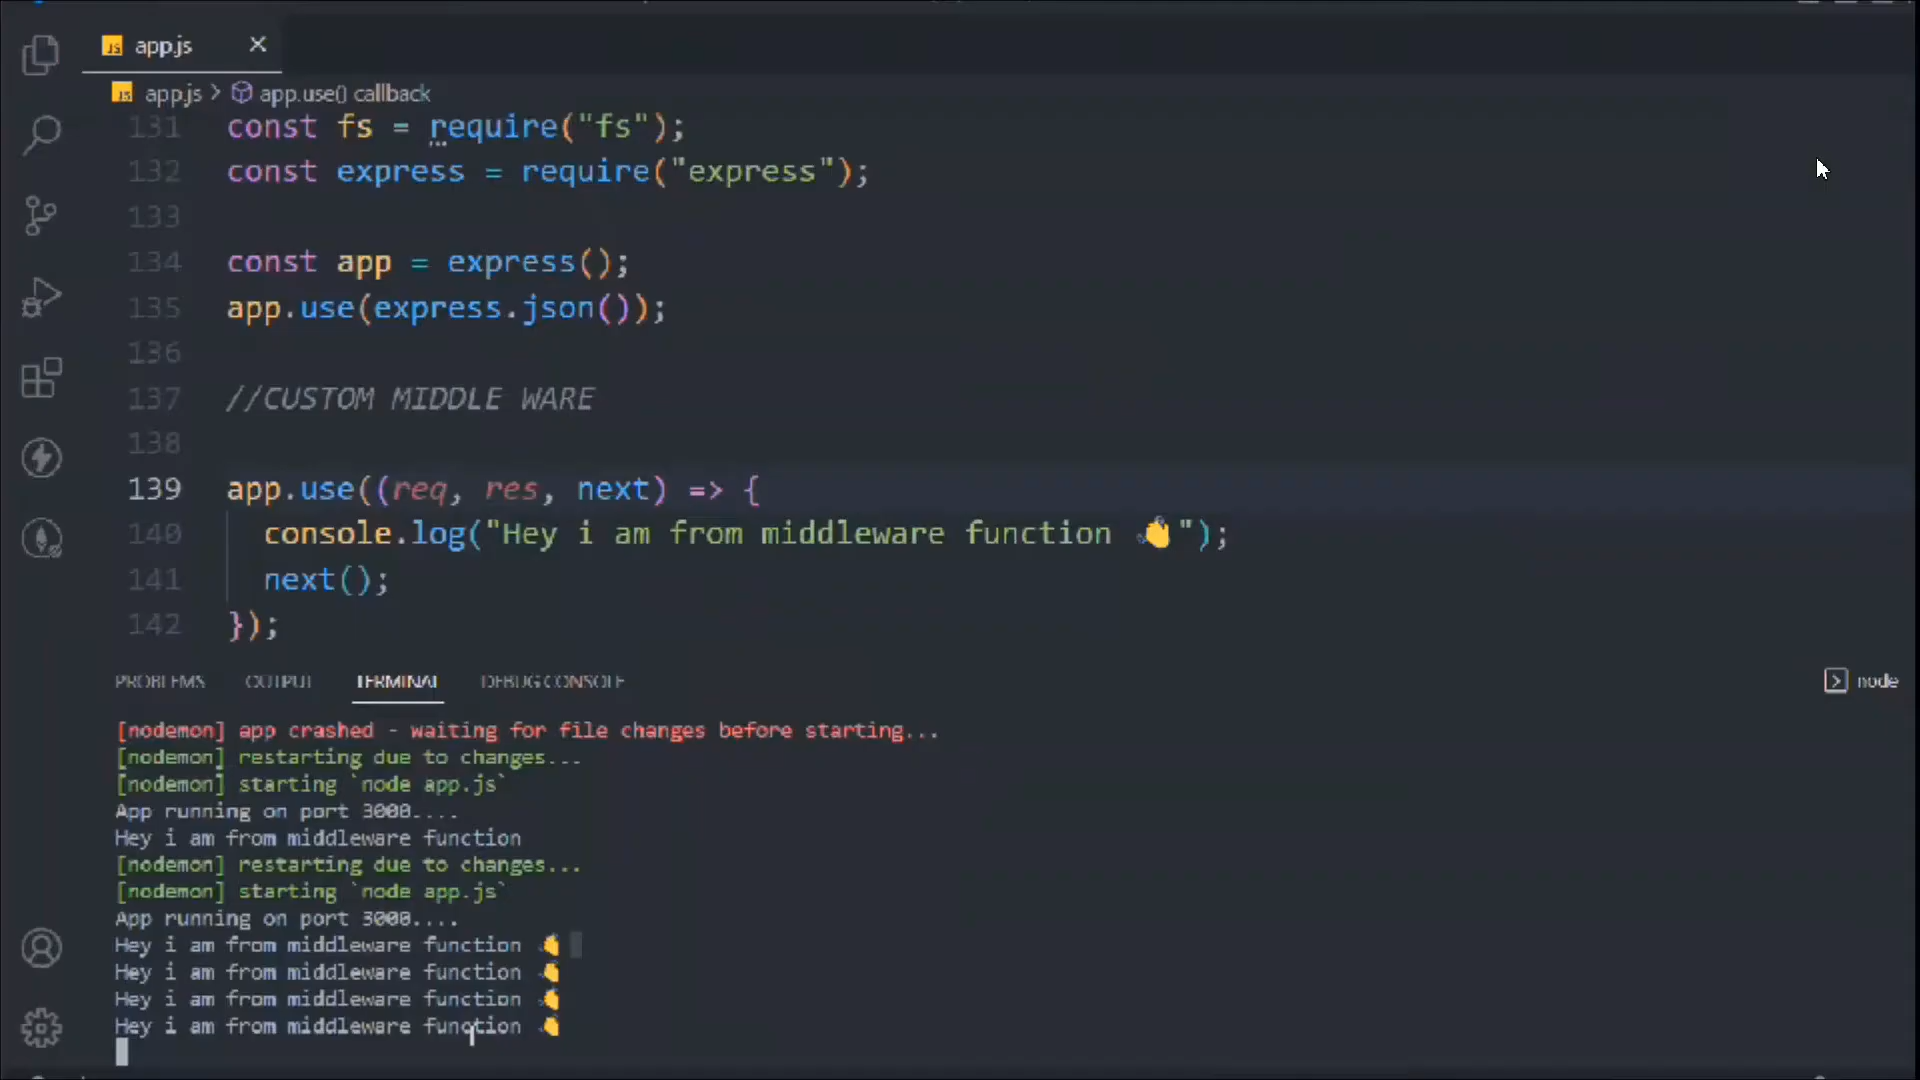 JS app.js
JS app.js > app.use() callback
131 const fs = require("fs");
132 const express = require("express");
133
134 const app = express();
135 app.use(express.json());
136
137 //CUSTOM MIDDLE WARE
138
139 app.use((req, res, next) => {
140 console.log("Hey i am from middleware function 👏");
141 next();
142 });
PROBLEMS OUTPUT TERMINAL DEBUG CONSOLE
node
[nodemon] app crashed - waiting for file changes before starting...
[nodemon] restarting due to changes...
[nodemon] starting `node app.js`
App running on port 3000....
Hey i am from middleware function
[nodemon] restarting due to changes...
[nodemon] starting `node app.js`
App running on port 3000....
Hey i am from middleware function 👏
Hey i am from middleware function 👏
Hey i am from middleware function 👏
Hey i am from middleware function 👏